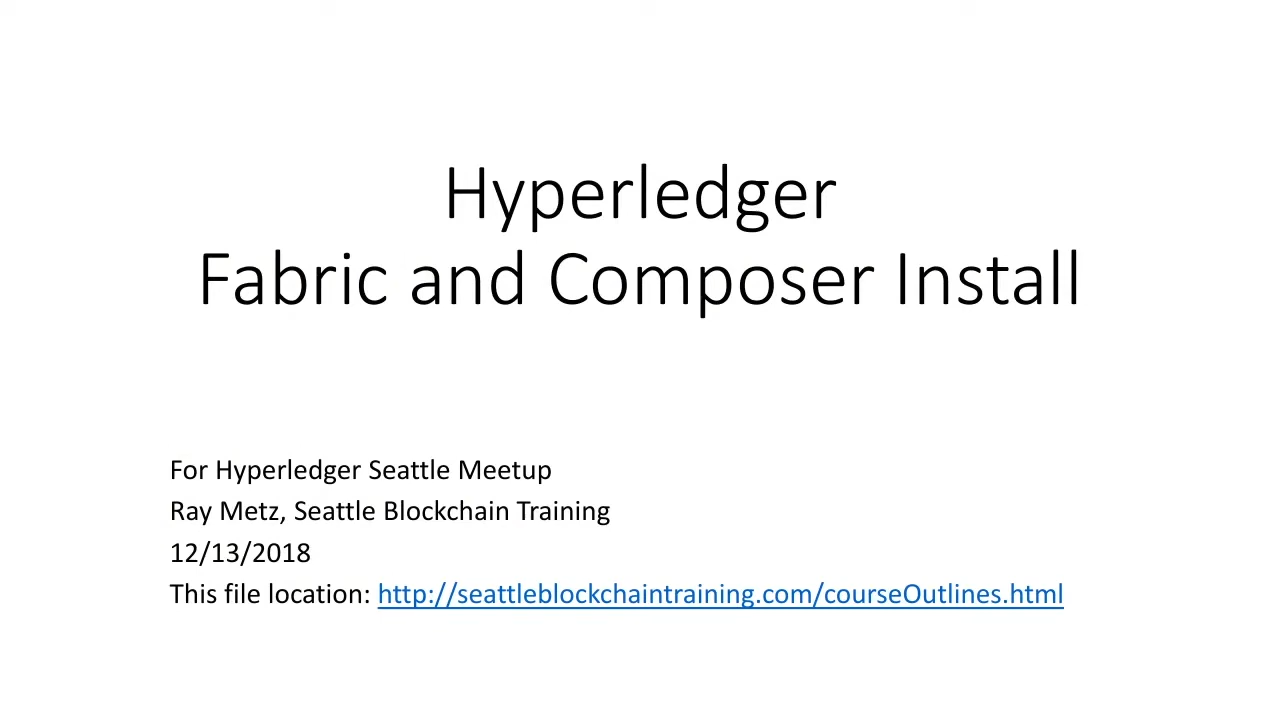 Hyperledger
Fabric and Composer Install
For Hyperledger Seattle Meetup
Ray Metz, Seattle Blockchain Training
12/13/2018
This file location: http://seattleblockchaintraining.com/courseOutlines.html